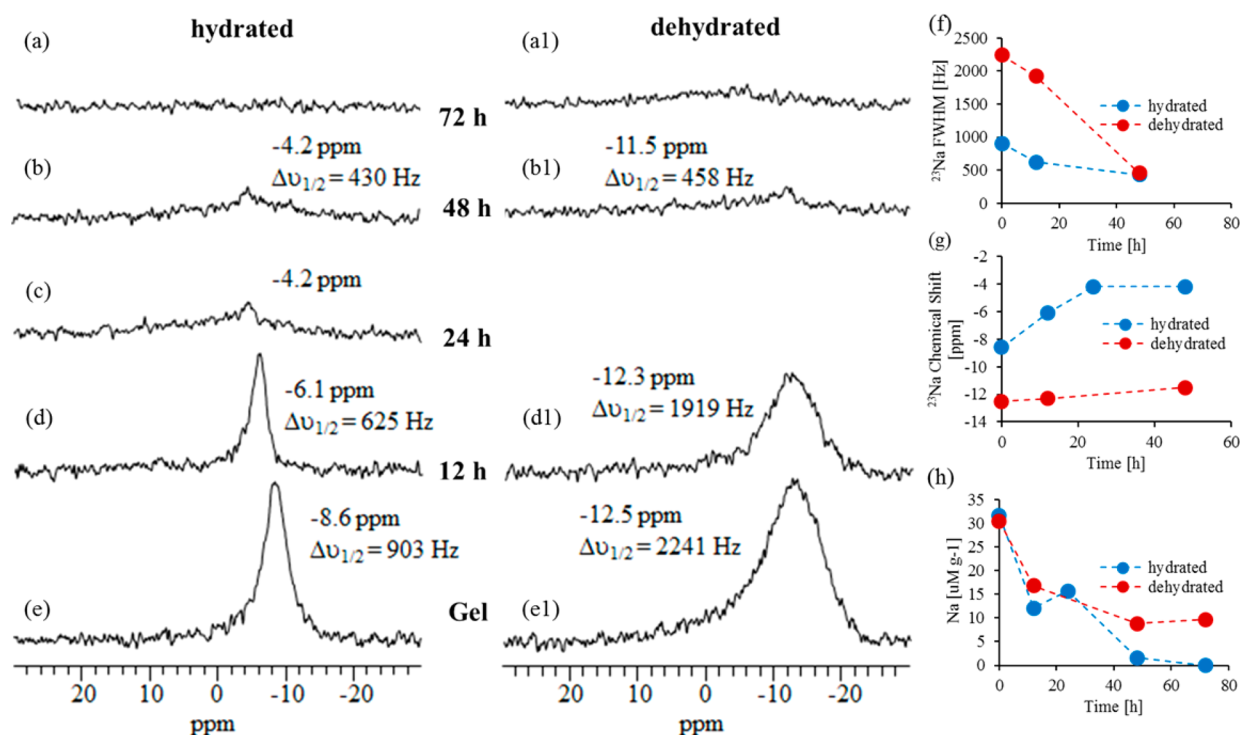 hydrated
dehydrated
(a)
(a1)
72 h
-4.2 ppm
Δυ1/2 = 430 Hz
-11.5 ppm
Δυ1/2 = 458 Hz
(b)
(b1)
48 h
-4.2 ppm
(c)
24 h
-6.1 ppm
Δυ1/2 = 625 Hz
-12.3 ppm
Δυ1/2 = 1919 Hz
(d)
(d1)
12 h
-8.6 ppm
Δυ1/2 = 903 Hz
-12.5 ppm
Δυ1/2 = 2241 Hz
(e)
(e1)
Gel
20 10 0 -10 -20
ppm
20 10 0 -10 -20
ppm
(f)
2500
2000
1500
1000
500
0
23Na FWHM [Hz]
hydrated
dehydrated
0 20 40 60 80
Time [h]
(g)
-2
-4
-6
-8
-10
-12
-14
23Na Chemical Shift
[ppm]
hydrated
dehydrated
0 20 40 60
Time [h]
(h)
35
30
25
20
15
10
5
0
Na [uM g-1]
hydrated
dehydrated
0 20 40 60 80
Time [h]